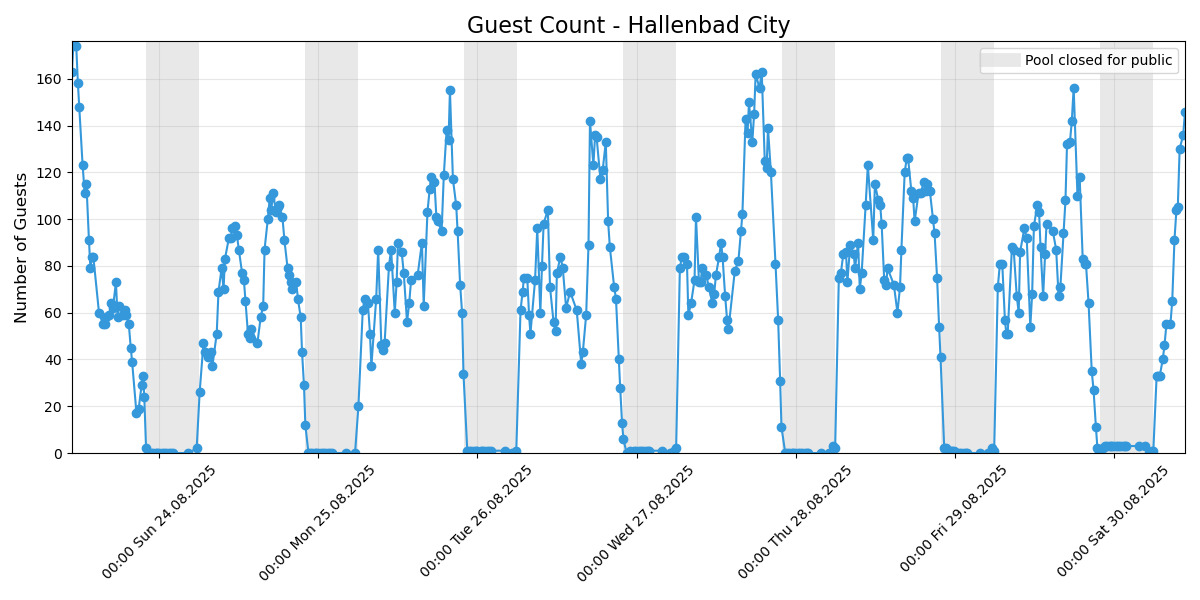 Guest Count - Hallenbad City
Pool closed for public
Number of Guests
160
140
120
100
80
60
40
20
0
00:00 Sun 24.08.2025
00:00 Mon 25.08.2025
00:00 Tue 26.08.2025
00:00 Wed 27.08.2025
00:00 Thu 28.08.2025
00:00 Fri 29.08.2025
00:00 Sat 30.08.2025